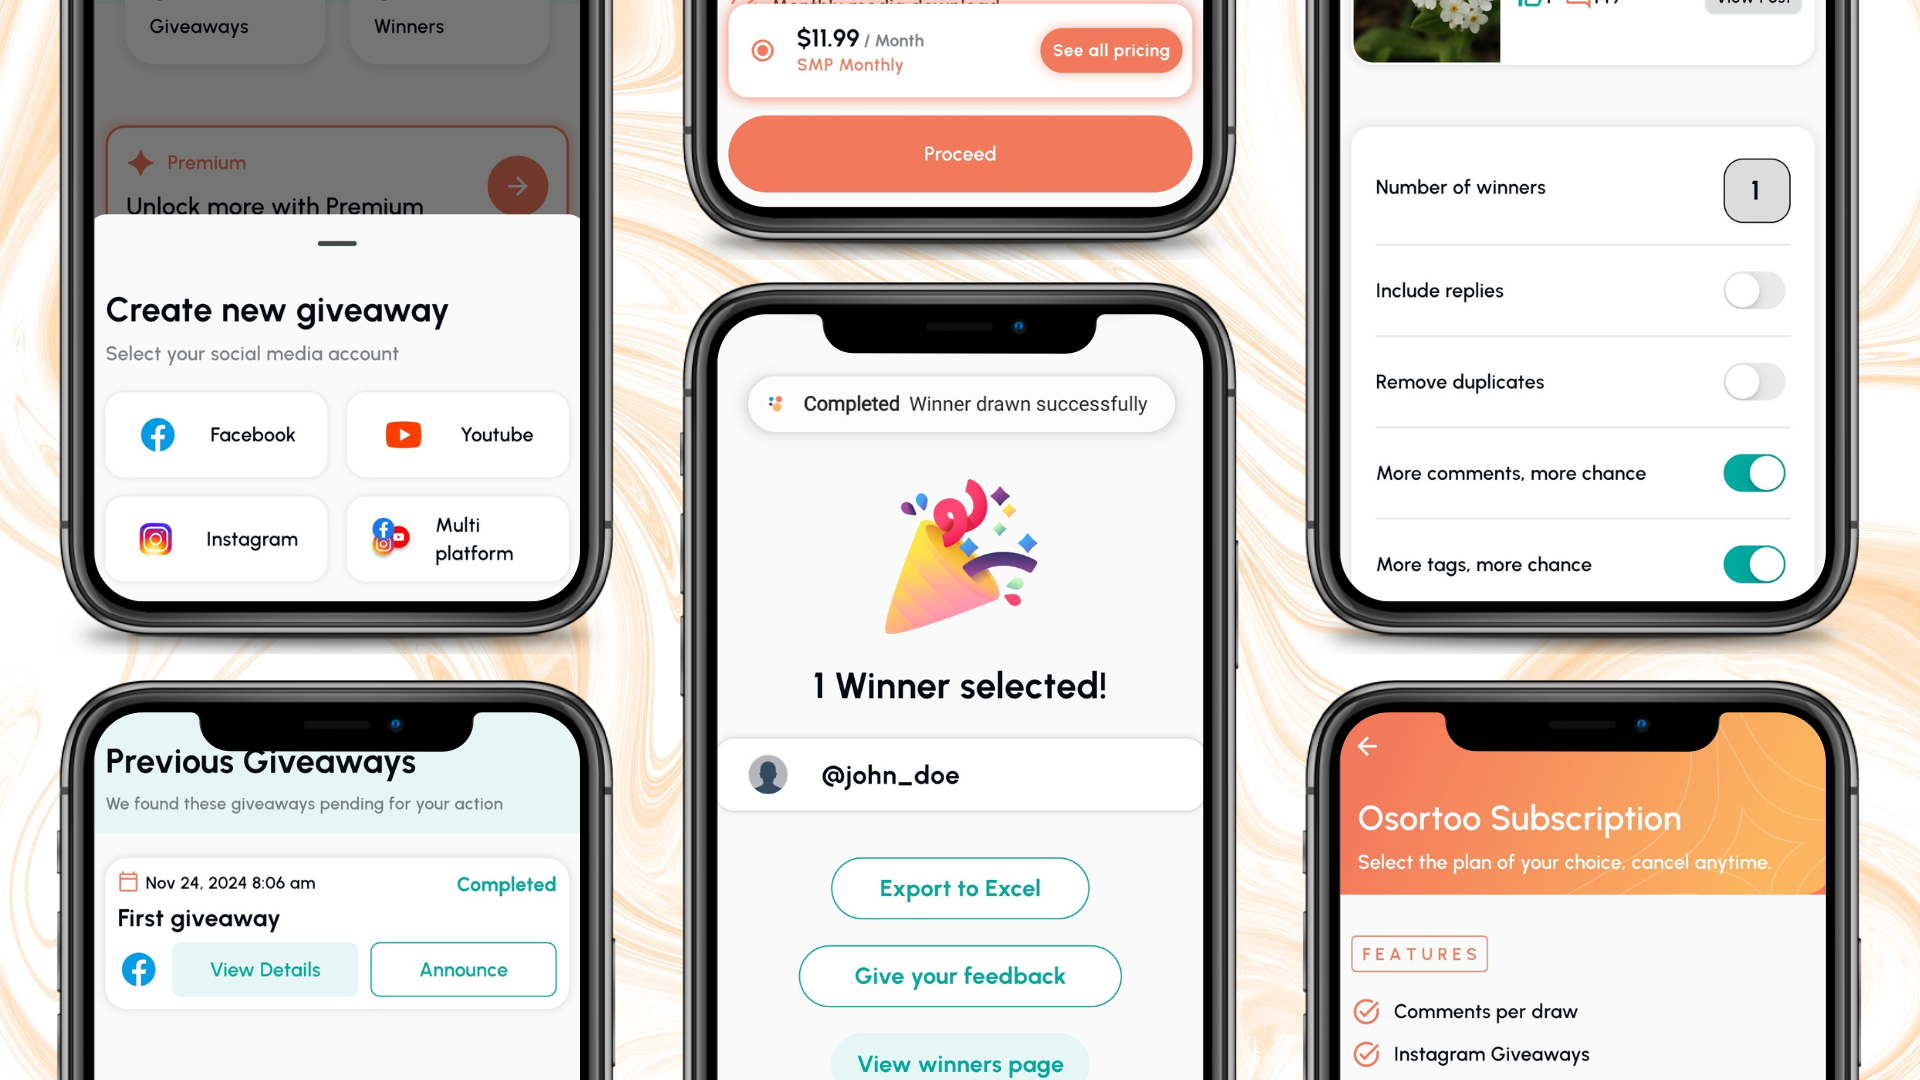 Giveaways
Winners
Premium
Unlock more with Premium
Create new giveaway
Select your social media account
Facebook
Youtube
Instagram
Multi
platform
Previous Giveaways
We found these giveaways pending for your action
Nov 24, 2024 8:06 am
Completed
First giveaway
View Details
Announce
Monthly media download
$11.99 / Month
SMP Monthly
See all pricing
Proceed
Completed Winner drawn successfully
1 Winner selected!
@john_doe
Export to Excel
Give your feedback
View winners page
View Post
Number of winners
1
Include replies
Remove duplicates
More comments, more chance
More tags, more chance
Osortoo Subscription
Select the plan of your choice, cancel anytime.
FEATURES
Comments per draw
Instagram Giveaways